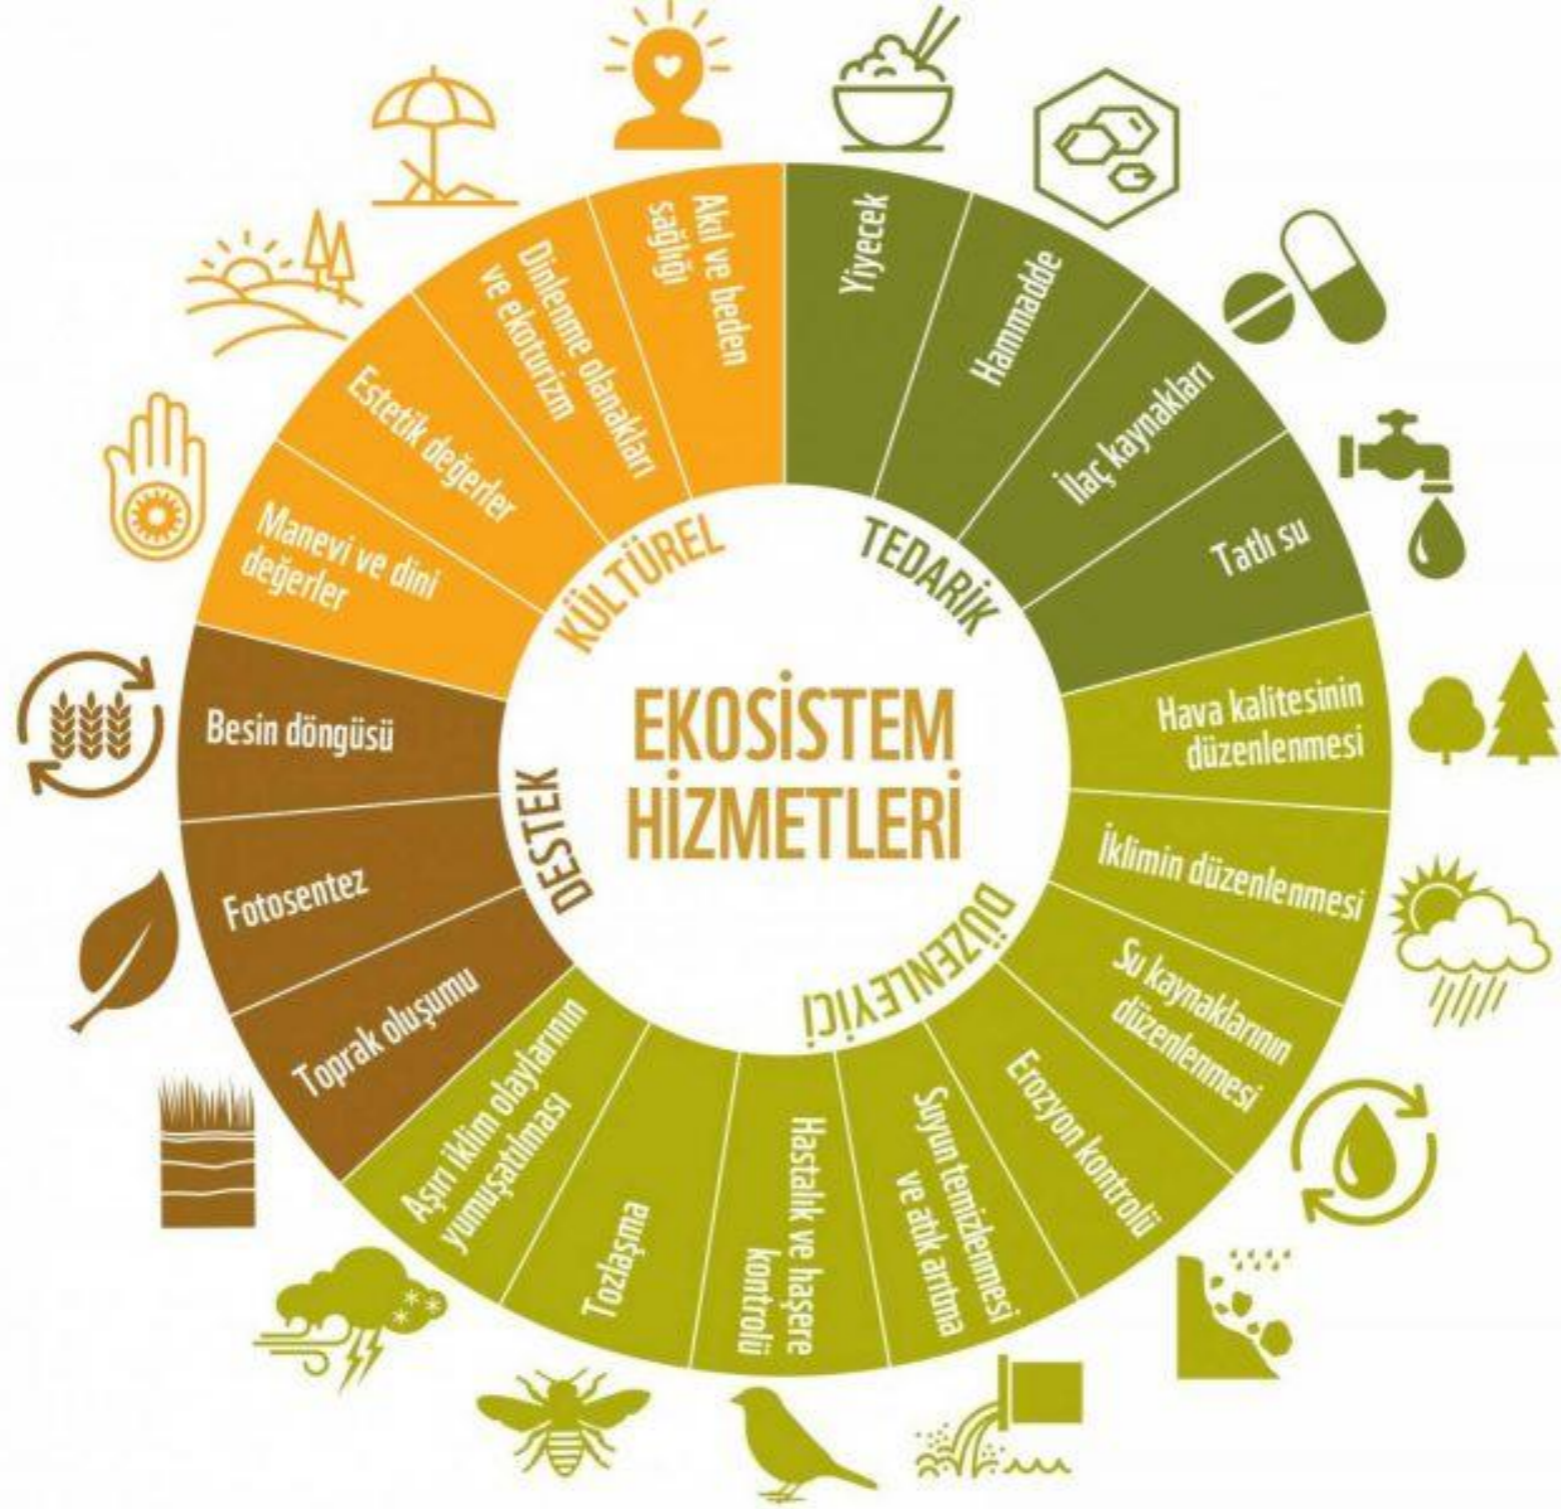 EKOSİSTEM
HİZMETLERİ
TEDARİK
Yiyecek
Hammadde
İlaç kaynakları
Tatlı su
DÜZENLEYİCİ
Hava kalitesinin
düzenlenmesi
İklimin düzenlenmesi
Su kaynaklarının
düzenlenmesi
Erozyon kontrolü
Suyun temizlenmesi
ve atık arıtma
Hastalık ve haşere
kontrolü
Tozlaşma
Aşırı iklim olaylarının
yumuşatılması
DESTEK
Toprak oluşumu
Fotosentez
Besin döngüsü
KÜLTÜREL
Manevi ve dini
değerler
Estetik değerler
Dinlenme olanakları
ve ekoturizm
Akıl ve beden
sağlığı